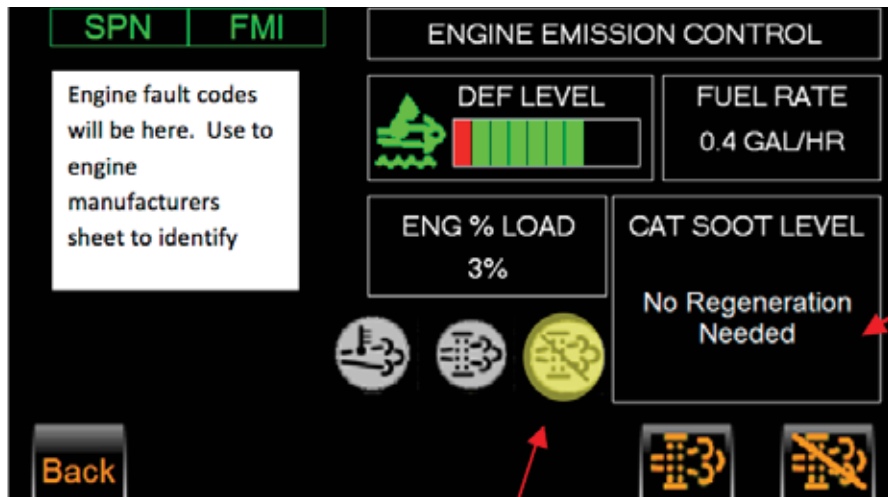 SPN FMI
Engine fault codes
will be here. Use to
engine
manufacturers
sheet to identify
ENGINE EMISSION CONTROL
DEF LEVEL
FUEL RATE
0.4 GAL/HR
ENG % LOAD
3%
CAT SOOT LEVEL
No Regeneration
Needed
Back